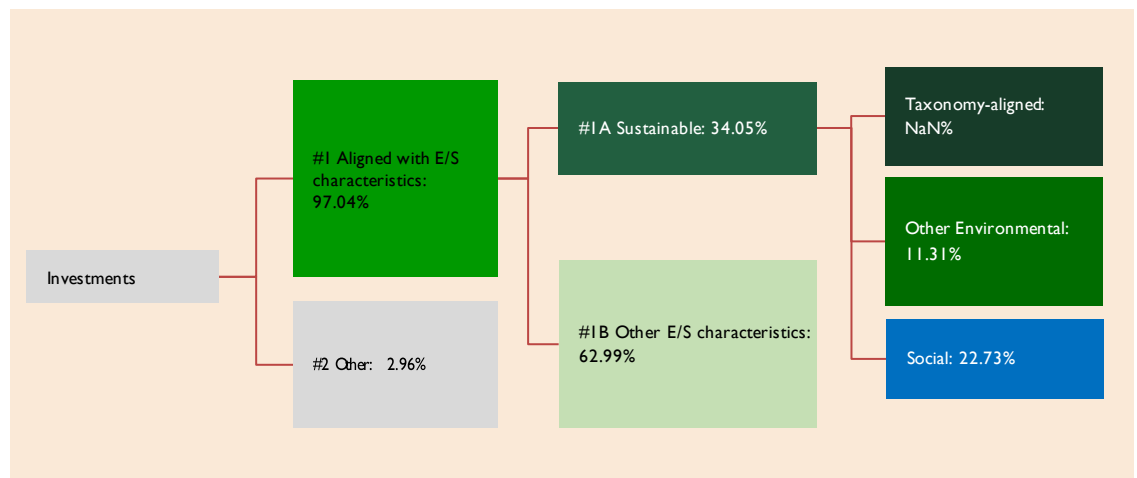 Investments
#1 Aligned with E/S
characteristics:
97.04%
#2 Other: 2.96%
#1A Sustainable: 34.05%
#1B Other E/S characteristics:
62.99%
Taxonomy-aligned:
NaN%
Other Environmental:
11.31%
Social: 22.73%